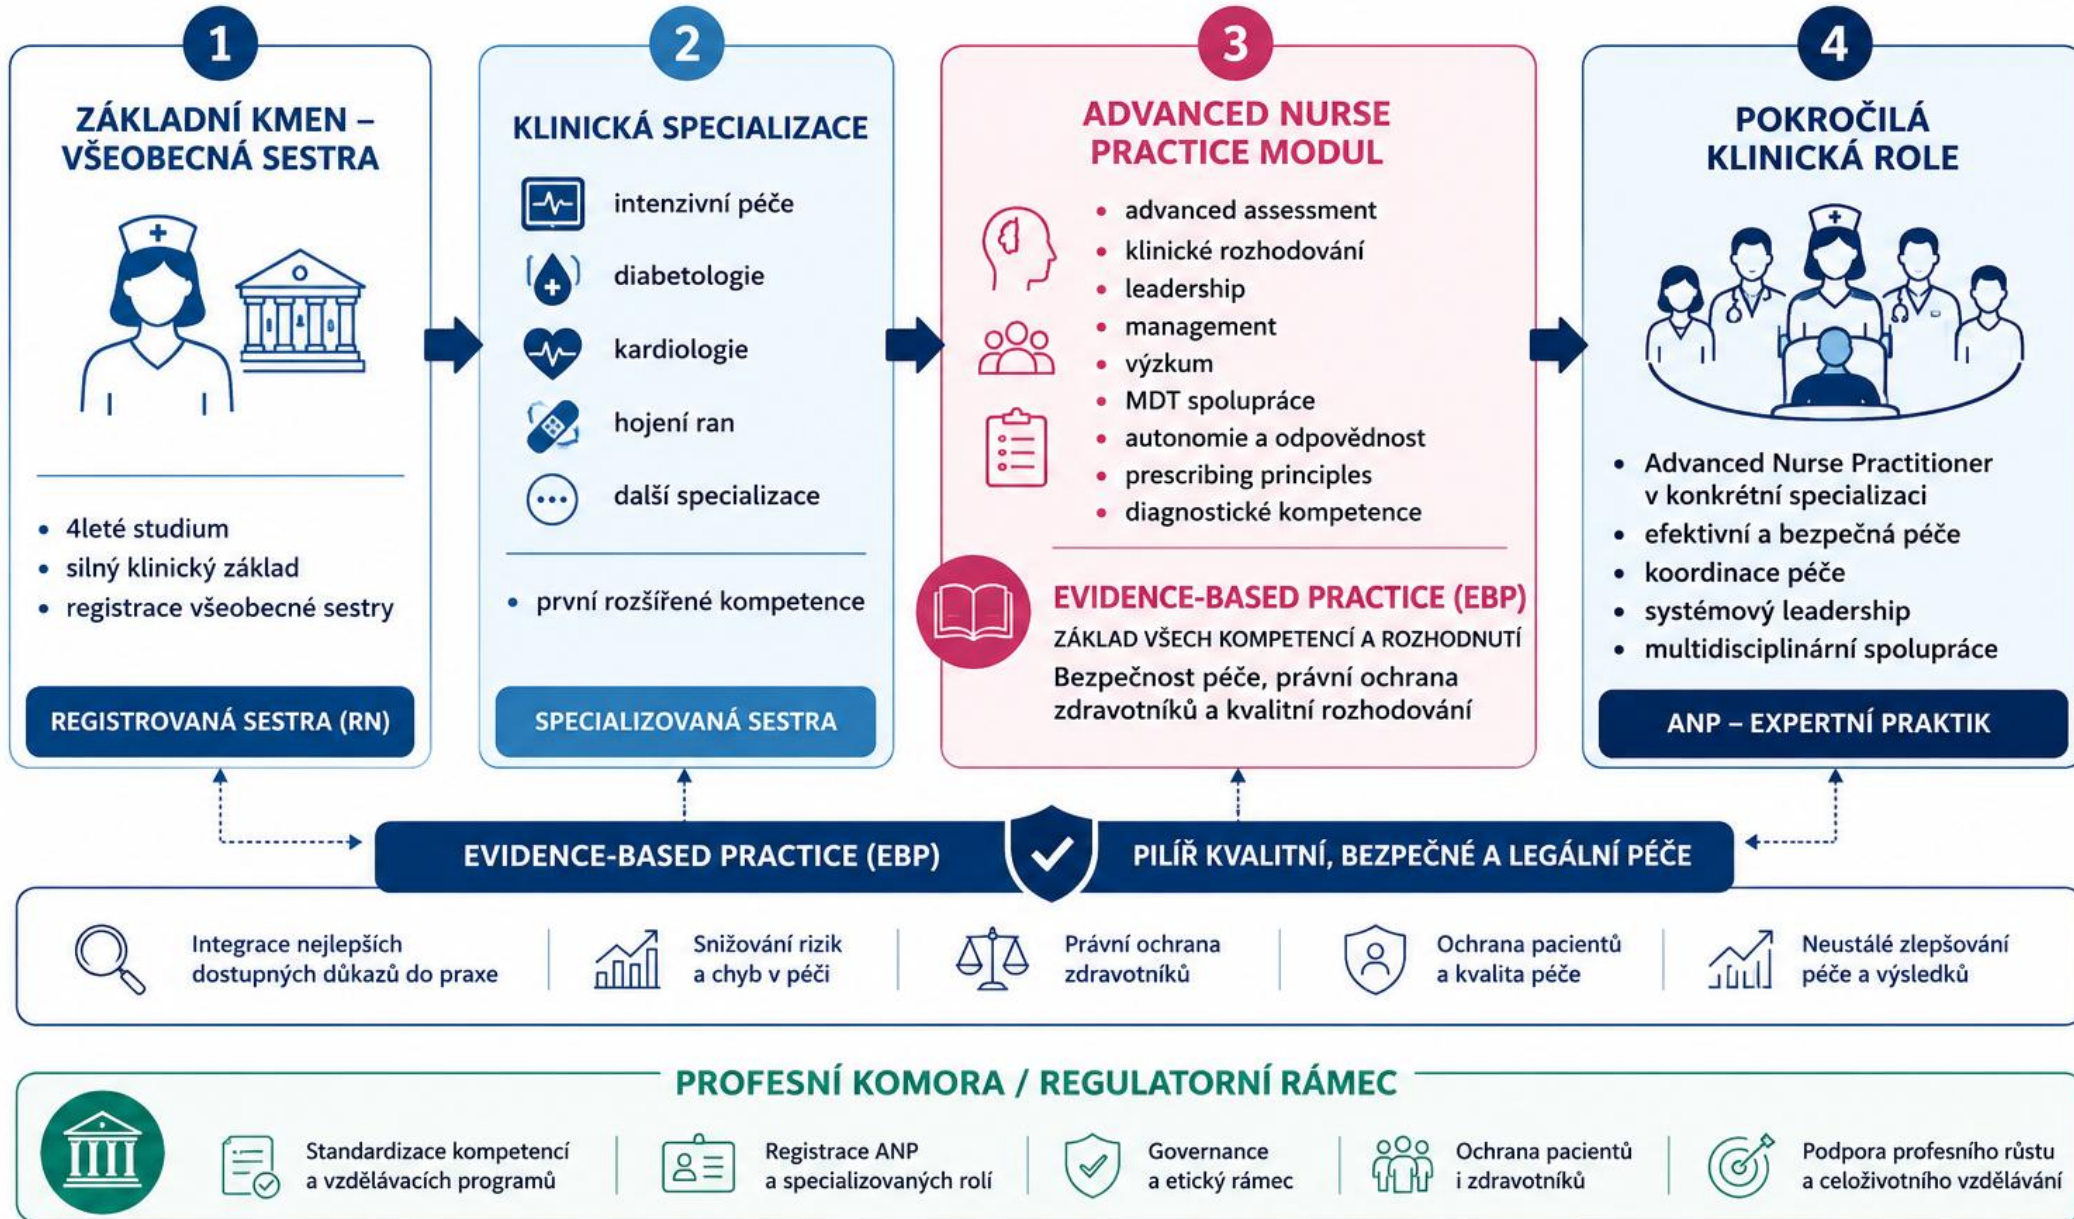 1
ZÁKLADNÍ KMEN –
VŠEOBECNÁ SESTRA
• 4leté studium
• silný klinický základ
• registrace všeobecné sestry
REGISTROVANÁ SESTRA (RN)
2
KLINICKÁ SPECIALIZACE
intenzivní péče
diabetologie
kardiologie
hojení ran
další specializace
• první rozšířené kompetence
SPECIALIZOVANÁ SESTRA
3
ADVANCED NURSE
PRACTICE MODUL
• advanced assessment
• klinické rozhodování
• leadership
• management
• výzkum
• MDT spolupráce
• autonomie a odpovědnost
• prescribing principles
• diagnostické kompetence
EVIDENCE-BASED PRACTICE (EBP)
ZÁKLAD VŠECH KOMPETENCÍ A ROZHODNUTÍ
Bezpečnost péče, právní ochrana
zdravotníků a kvalitní rozhodování
4
POKROČILÁ
KLINICKÁ ROLE
• Advanced Nurse Practitioner
v konkrétní specializaci
• efektivní a bezpečná péče
• koordinace péče
• systémový leadership
• multidisciplinární spolupráce
ANP – EXPERTNÍ PRAKTIK
EVIDENCE-BASED PRACTICE (EBP)
PILÍŘ KVALITNÍ, BEZPEČNÉ A LEGÁLNÍ PÉČE
Integrace nejlepších
dostupných důkazů do praxe
Snižování rizik
a chyb v péči
Právní ochrana
zdravotníků
Ochrana pacientů
a kvalita péče
Neustálé zlepšování
péče a výsledků
PROFESNÍ KOMORA / REGULATORNÍ RÁMEC
Standardizace kompetencí
a vzdělávacích programů
Registrace ANP
a specializovaných rolí
Governance
a etický rámec
Ochrana pacientů
i zdravotníků
Podpora profesního růstu
a celoživotního vzdělávání